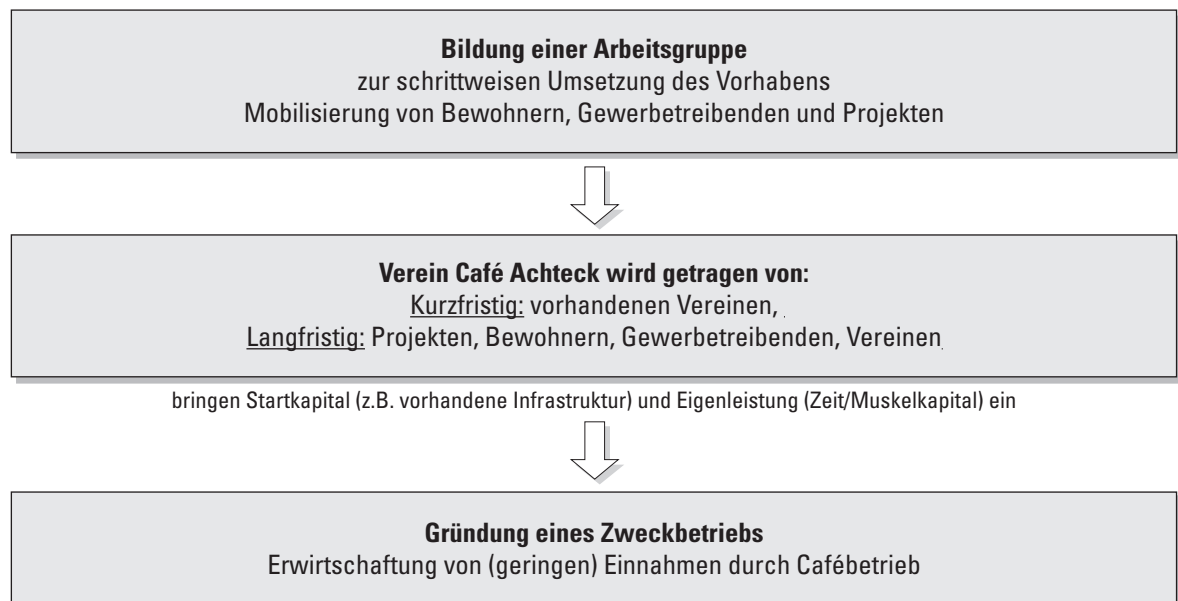 Bildung einer Arbeitsgruppe
zur schrittweisen Umsetzung des Vorhabens
Mobilisierung von Bewohnern, Gewerbetreibenden und Projekten
Verein Café Achteck wird getragen von:
Kurzfristig: vorhandenen Vereinen,
Langfristig: Projekten, Bewohnern, Gewerbetreibenden, Vereinen
bringen Startkapital (z.B. vorhandene Infrastruktur) und Eigenleistung (Zeit/Muskelkapital) ein
Gründung eines Zweckbetriebs
Erwirtschaftung von (geringen) Einnahmen durch Cafébetrieb